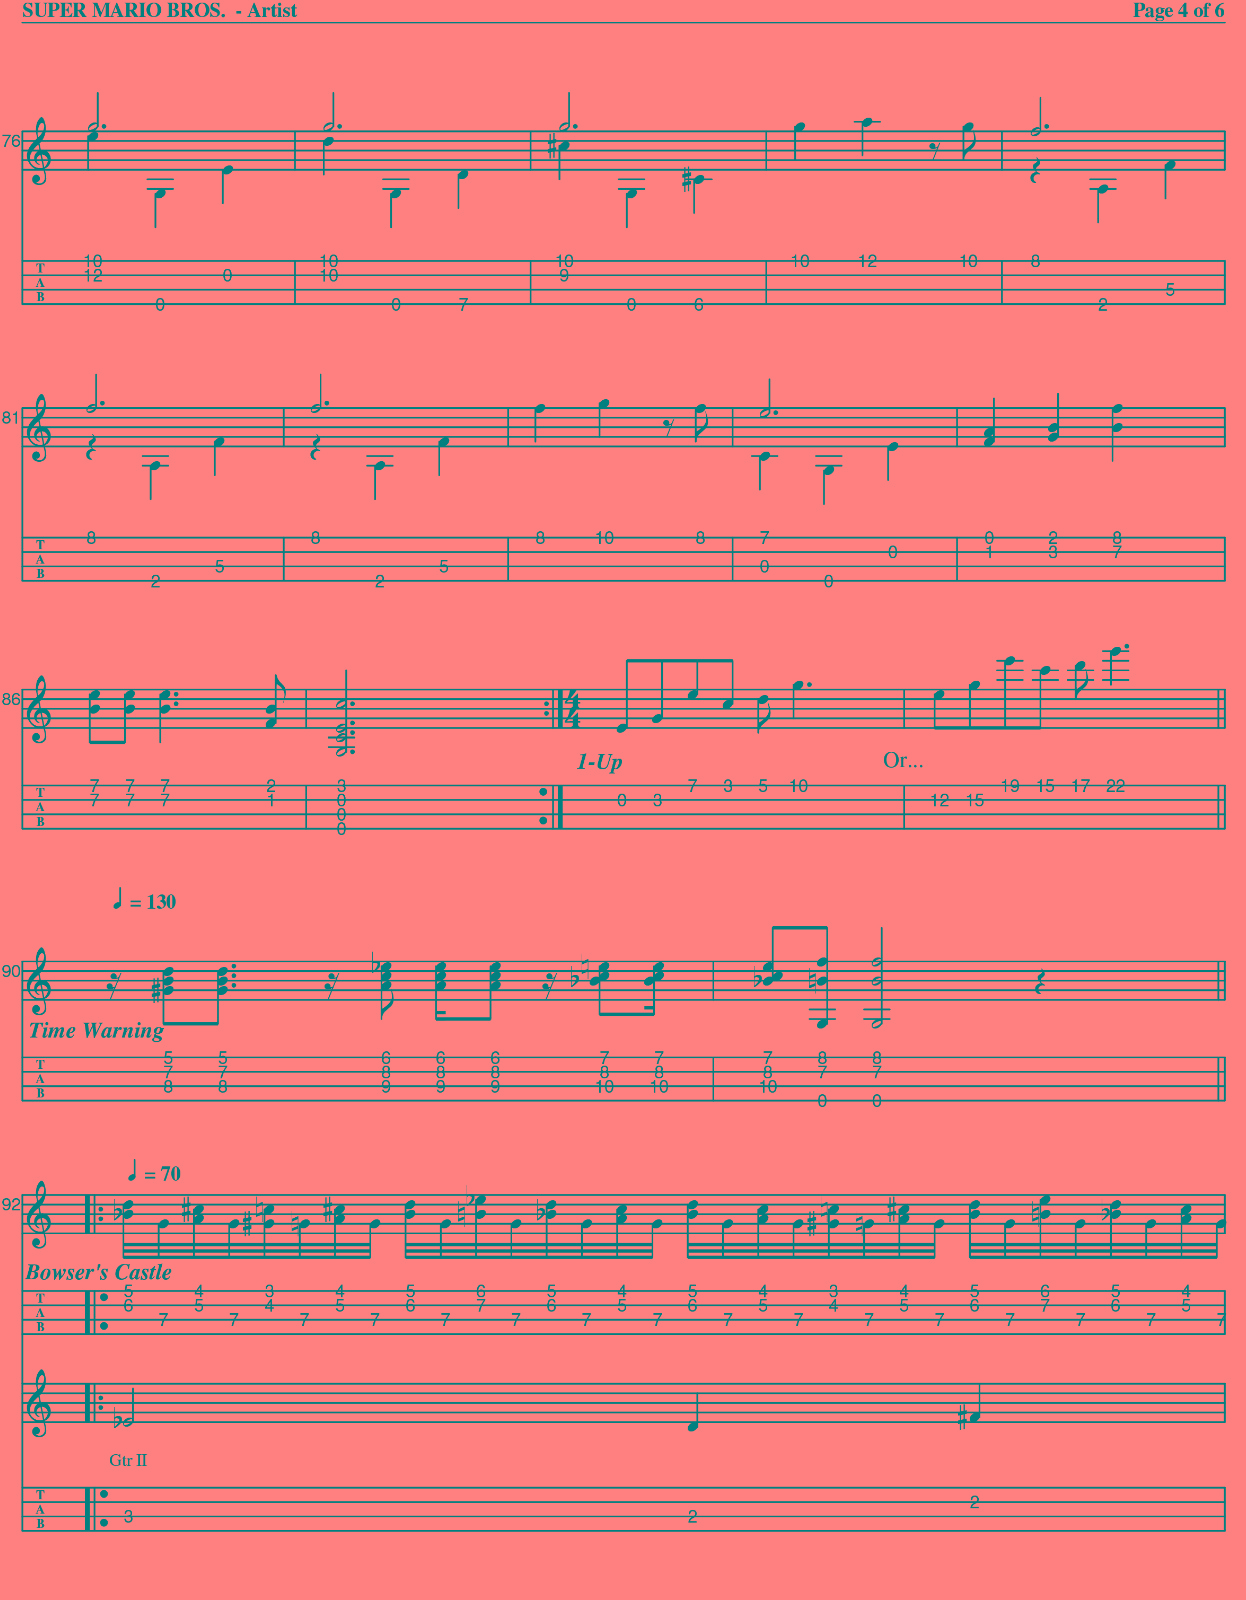 SUPER MARIO BROS.  - Artist Page 4 of 6
76
10 10 10 10 12 10 8
T 12 0 10 9
A 5
B 0 0 7 0 6 2
81
8 8 8 10 8 7 0 2 8
T 0 1 3 7
A 5 5 0
B 2 2 0
86
1-Up Or...
7 7 7 2 3 7 3 5 10 19 15 17 22
T 7 7 7 1 0 0 3 12 15
A 0
B 0
= 130
90
Time Warning
5 5 6 6 6 7 7 7 8 8
T 7 7 8 8 8 8 8 8 7 7
A 8 8 9 9 9 10 10 10
B 0 0
= 70
92
Bowser's Castle
5 4 3 4 5 6 5 4 5 4 3 4 5 6 5 4
T 6 5 4 5 6 7 6 5 6 5 4 5 6 7 6 5
A 7 7 7 7 7 7 7 7 7 7 7 7 7 7 7 7
B
Gtr II
T 2
A 3 2
B